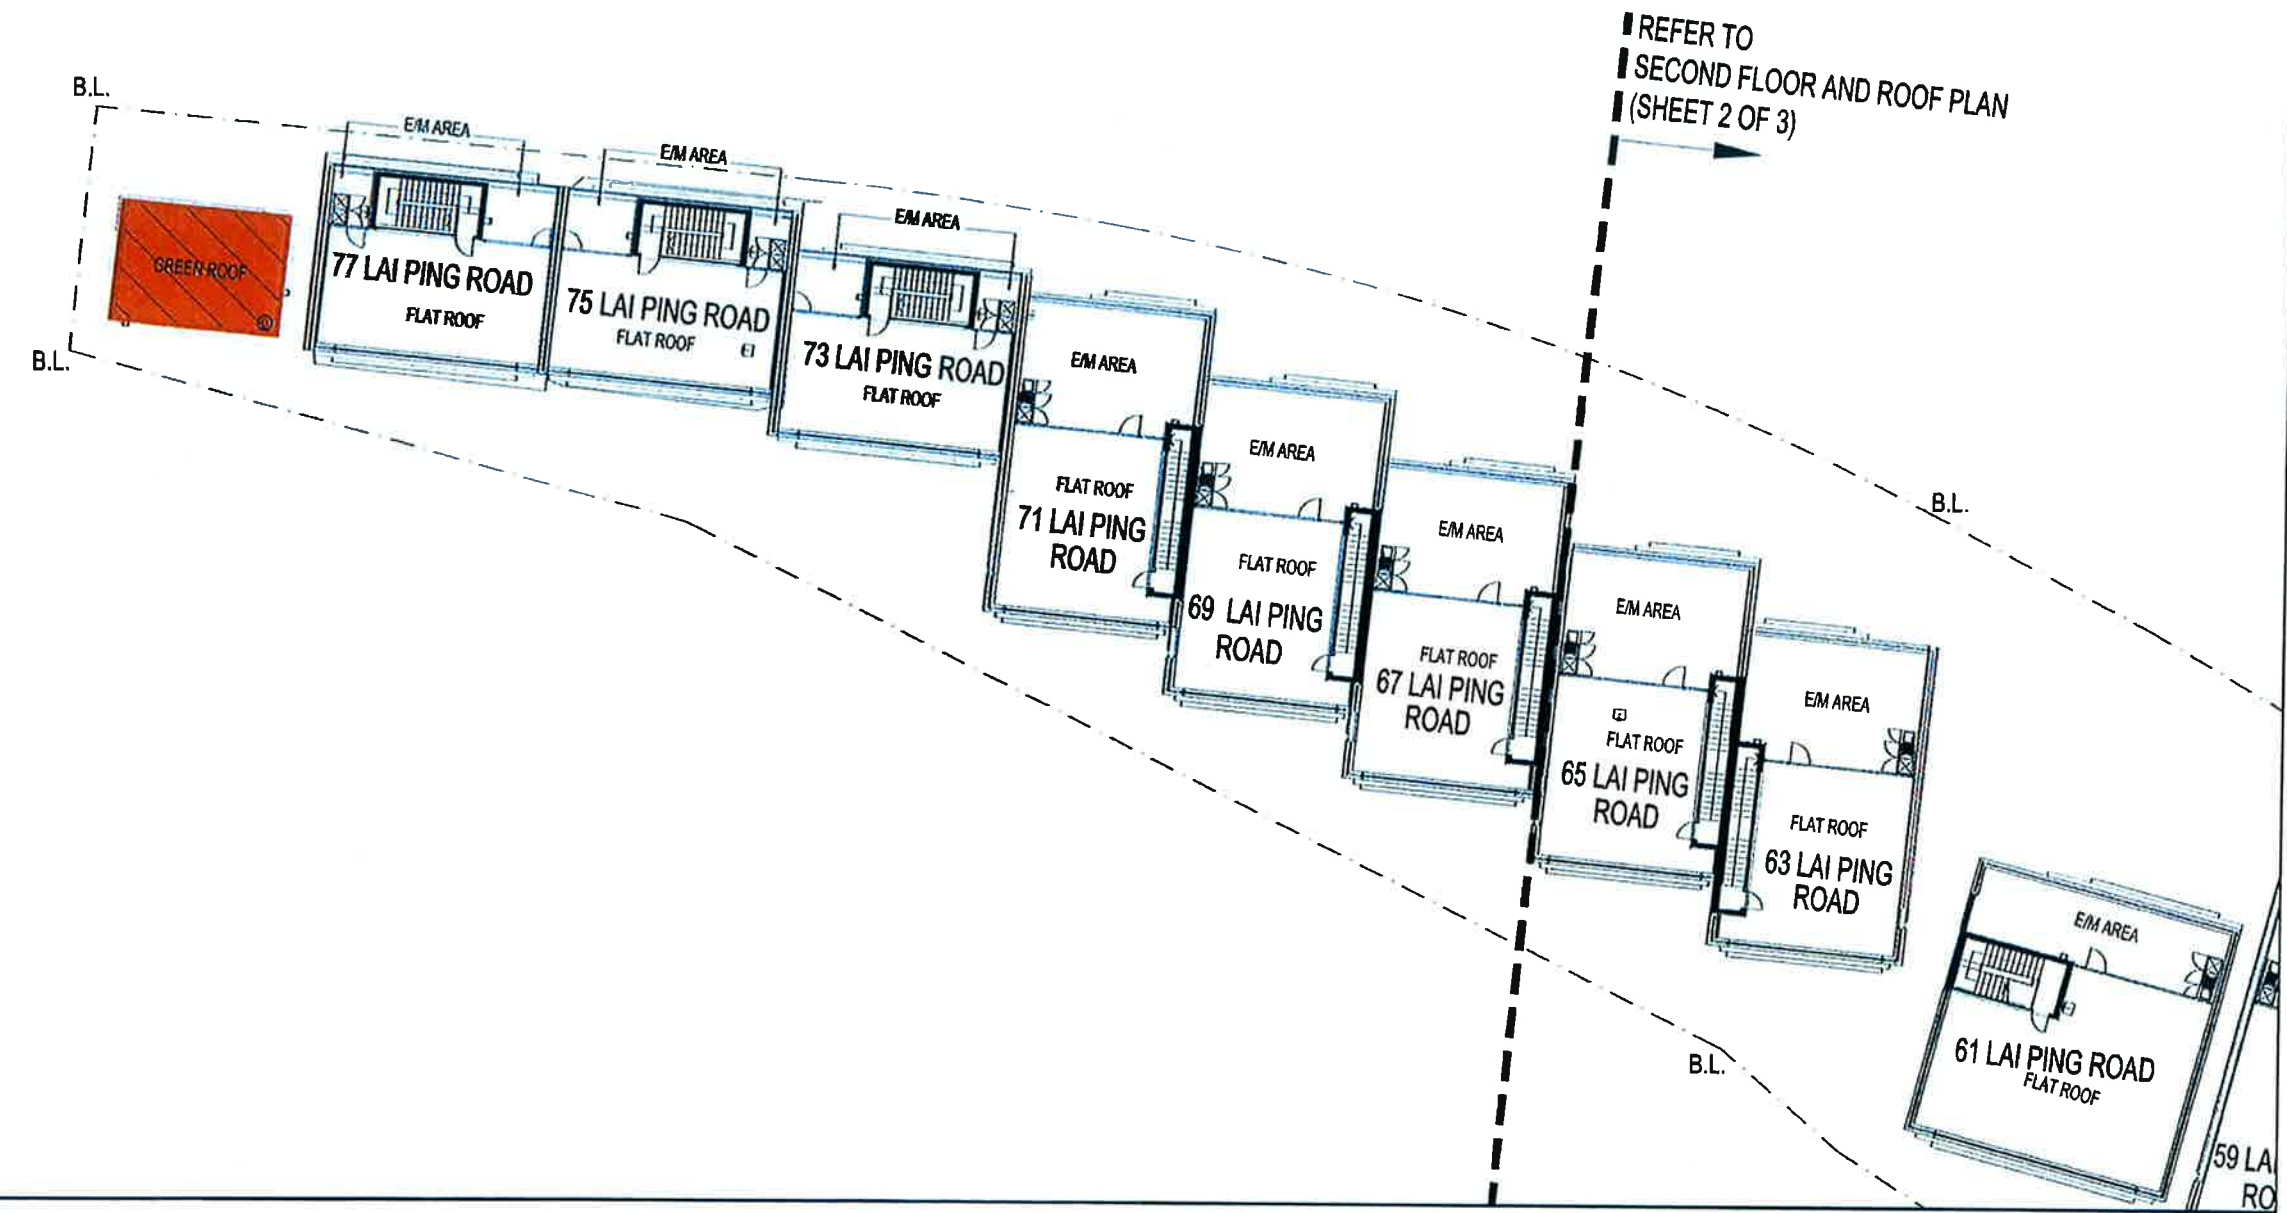 REFER TO
SECOND FLOOR AND ROOF PLAN
(SHEET 2 OF 3)
B.L.
E/M AREA
E/M AREA
E/M AREA
GREEN ROOF
77 LAI PING ROAD
FLAT ROOF
75 LAI PING ROAD
FLAT ROOF
73 LAI PING ROAD
FLAT ROOF
B.L.
E/M AREA
FLAT ROOF
71 LAI PING
ROAD
E/M AREA
FLAT ROOF
69 LAI PING
ROAD
E/M AREA
FLAT ROOF
67 LAI PING
ROAD
B.L.
E/M AREA
FLAT ROOF
65 LAI PING
ROAD
E/M AREA
FLAT ROOF
63 LAI PING
ROAD
B.L.
E/M AREA
61 LAI PING ROAD
FLAT ROOF
59 LA
RO